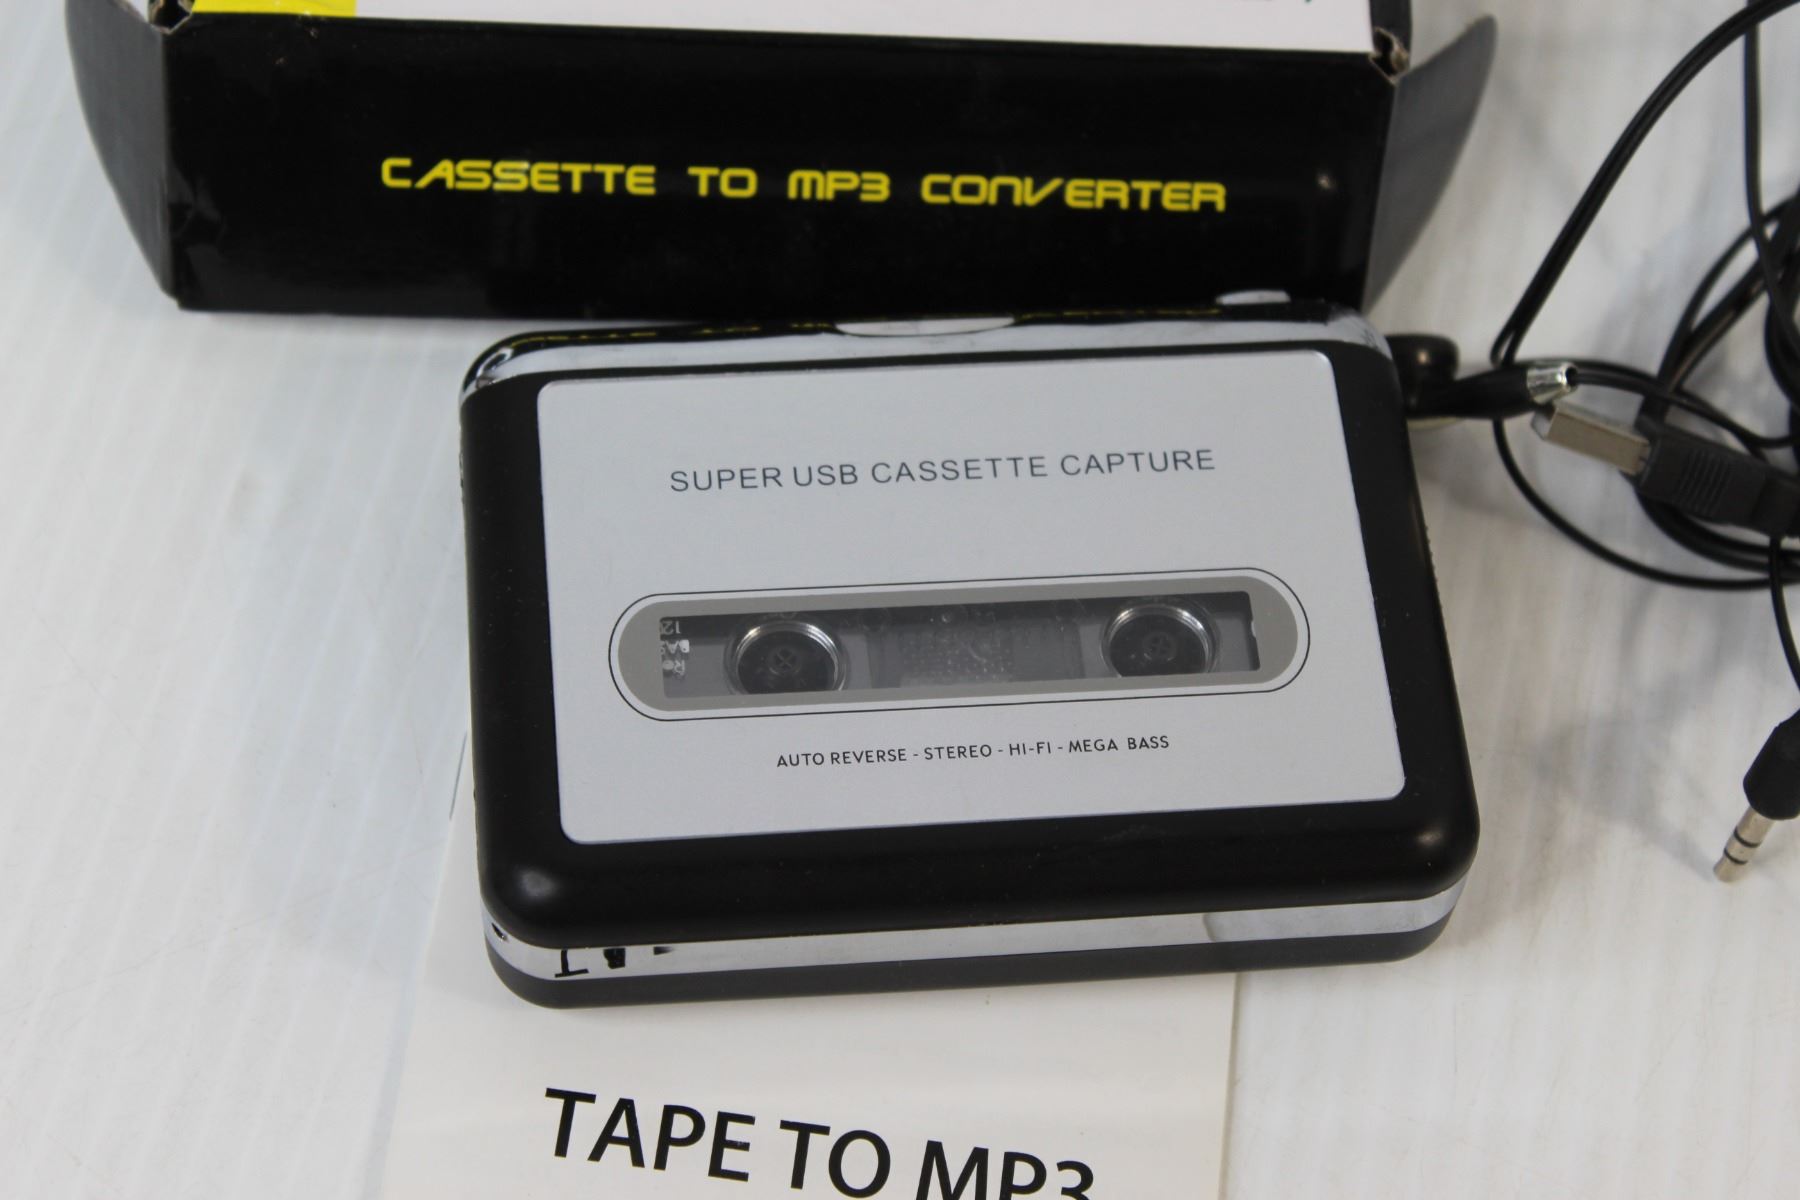 CASSETTE TO MP3 CONVERTER
SUPER USB CASSETTE CAPTURE
AUTO REVERSE - STEREO - HI-FI - MEGA BASS
TAPE TO MP3